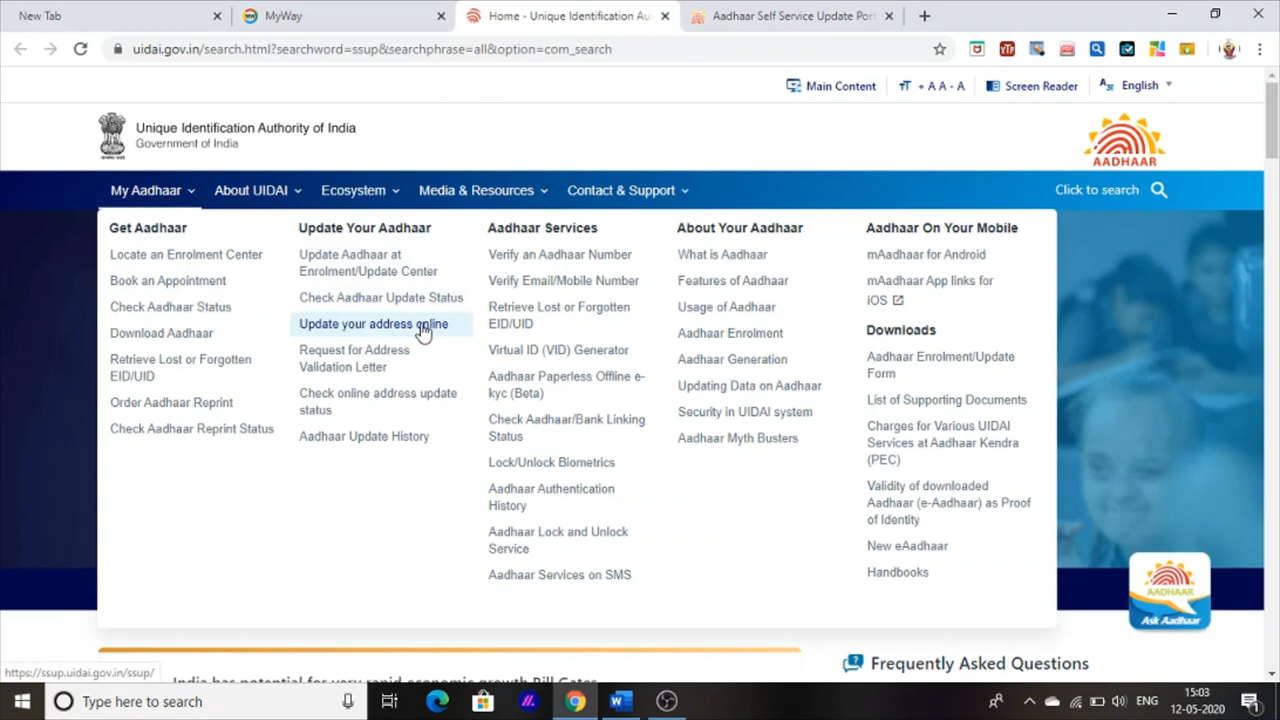 New Tab
MyWay
Home - Unique Identification Au
Aadhaar Self Service Update Port
uidai.gov.in/search.html?searchword=ssup&searchphrase=all&option=com_search
Main Content
+ A A - A
Screen Reader
English
Unique Identification Authority of India
Government of India
AADHAAR
My Aadhaar
About UIDAI
Ecosystem
Media & Resources
Contact & Support
Click to search
Get Aadhaar
Locate an Enrolment Center
Book an Appointment
Check Aadhaar Status
Download Aadhaar
Retrieve Lost or Forgotten
EID/UID
Order Aadhaar Reprint
Check Aadhaar Reprint Status
Update Your Aadhaar
Update Aadhaar at
Enrolment/Update Center
Check Aadhaar Update Status
Update your address online
Request for Address
Validation Letter
Check online address update
status
Aadhaar Update History
Aadhaar Services
Verify an Aadhaar Number
Verify Email/Mobile Number
Retrieve Lost or Forgotten
EID/UID
Virtual ID (VID) Generator
Aadhaar Paperless Offline e-
kyc (Beta)
Check Aadhaar/Bank Linking
Status
Lock/Unlock Biometrics
Aadhaar Authentication
History
Aadhaar Lock and Unlock
Service
Aadhaar Services on SMS
About Your Aadhaar
What is Aadhaar
Features of Aadhaar
Usage of Aadhaar
Aadhaar Enrolment
Aadhaar Generation
Updating Data on Aadhaar
Security in UIDAI system
Aadhaar Myth Busters
Aadhaar On Your Mobile
mAadhaar for Android
mAadhaar App links for
iOS
Downloads
Aadhaar Enrolment/Update
Form
List of Supporting Documents
Charges for Various UIDAI
Services at Aadhaar Kendra
(PEC)
Validity of downloaded
Aadhaar (e-Aadhaar) as Proof
of Identity
New eAadhaar
Handbooks
AADHAAR
Ask Aadhaar
https://ssup.uidai.gov.in/ssup/
India has potential for very rapid economic growth Bill Gates
Frequently Asked Questions
Type here to search
ENG
15:03
12-05-2020